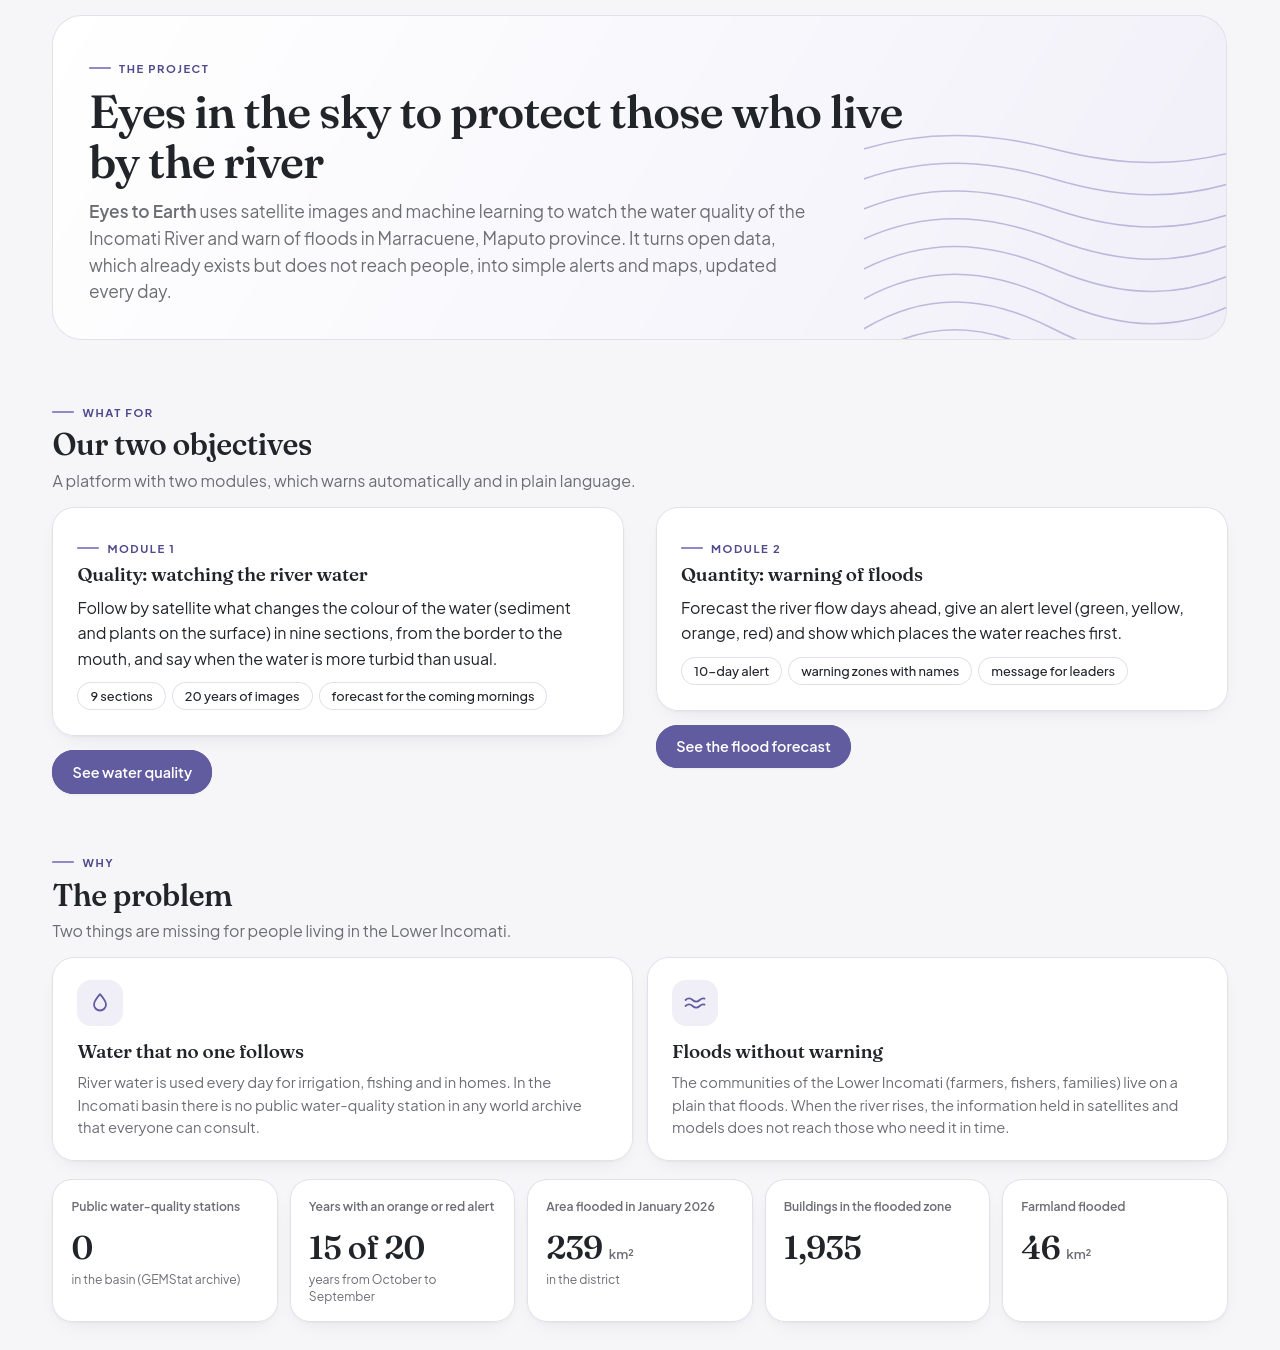 THE PROJECT
Eyes in the sky to protect those who live
by the river
Eyes to Earth uses satellite images and machine learning to watch the water quality of the
Incomati River and warn of floods in Marracuene, Maputo province. It turns open data,
which already exists but does not reach people, into simple alerts and maps, updated
every day.
WHAT FOR
Our two objectives
A platform with two modules, which warns automatically and in plain language.
MODULE 1
Quality: watching the river water
Follow by satellite what changes the colour of the water (sediment
and plants on the surface) in nine sections, from the border to the
mouth, and say when the water is more turbid than usual.
9 sections
20 years of images
forecast for the coming mornings
See water quality
MODULE 2
Quantity: warning of floods
Forecast the river flow days ahead, give an alert level (green, yellow,
orange, red) and show which places the water reaches first.
10-day alert
warning zones with names
message for leaders
See the flood forecast
WHY
The problem
Two things are missing for people living in the Lower Incomati.
Water that no one follows
River water is used every day for irrigation, fishing and in homes. In the
Incomati basin there is no public water-quality station in any world archive
that everyone can consult.
Floods without warning
The communities of the Lower Incomati (farmers, fishers, families) live on a
plain that floods. When the river rises, the information held in satellites and
models does not reach those who need it in time.
Public water-quality stations
0
in the basin (GEMStat archive)
Years with an orange or red alert
15 of 20
years from October to
September
Area flooded in January 2026
239 km²
in the district
Buildings in the flooded zone
1,935
Farmland flooded
46 km²